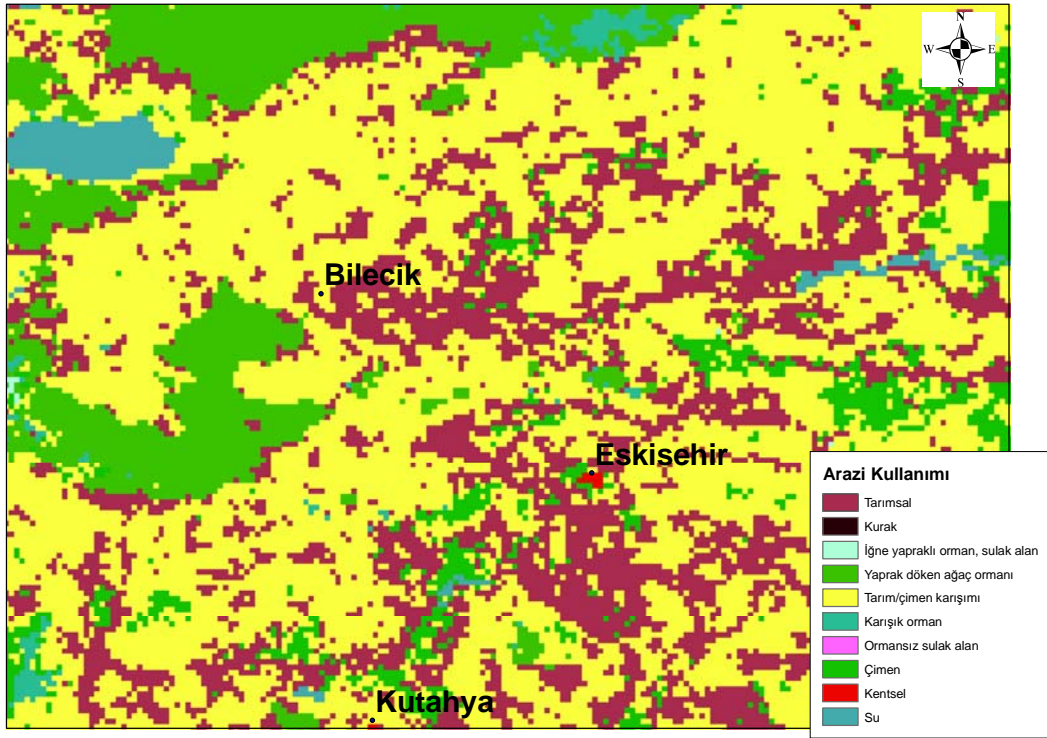 N
W E
S
Bilecik
Eskisehir
Kutahya
Arazi Kullanımı
Tarımsal
Kurak
İğne yapraklı orman, sulak alan
Yaprak döken ağaç ormanı
Tarım/çimen karışımı
Karışık orman
Ormansız sulak alan
Çimen
Kentsel
Su